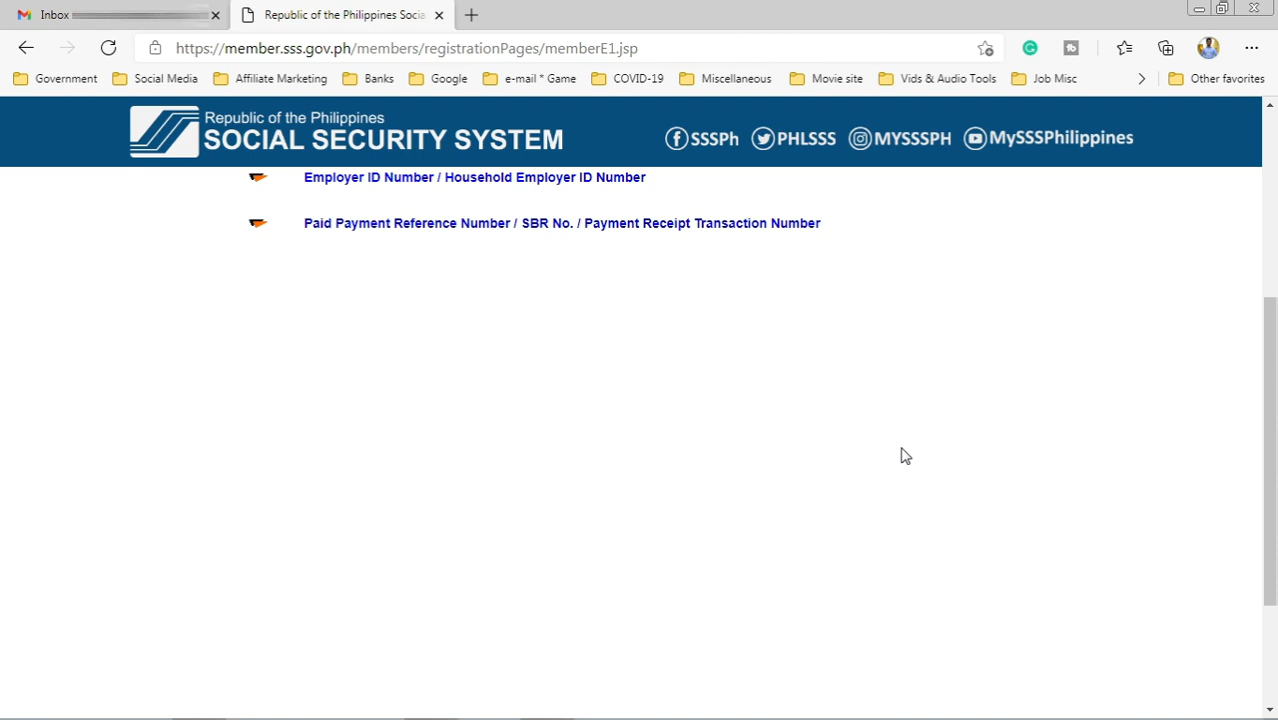 Inbox
Republic of the Philippines Socia
https://member.sss.gov.ph/members/registrationPages/memberE1.jsp
Government
Social Media
Affiliate Marketing
Banks
Google
e-mail * Game
COVID-19
Miscellaneous
Movie site
Vids & Audio Tools
Job Misc
Other favorites
Republic of the Philippines
SOCIAL SECURITY SYSTEM
SSSPh
PHLSSS
MYSSSPH
MySSSPhilippines
Employer ID Number / Household Employer ID Number
Paid Payment Reference Number / SBR No. / Payment Receipt Transaction Number